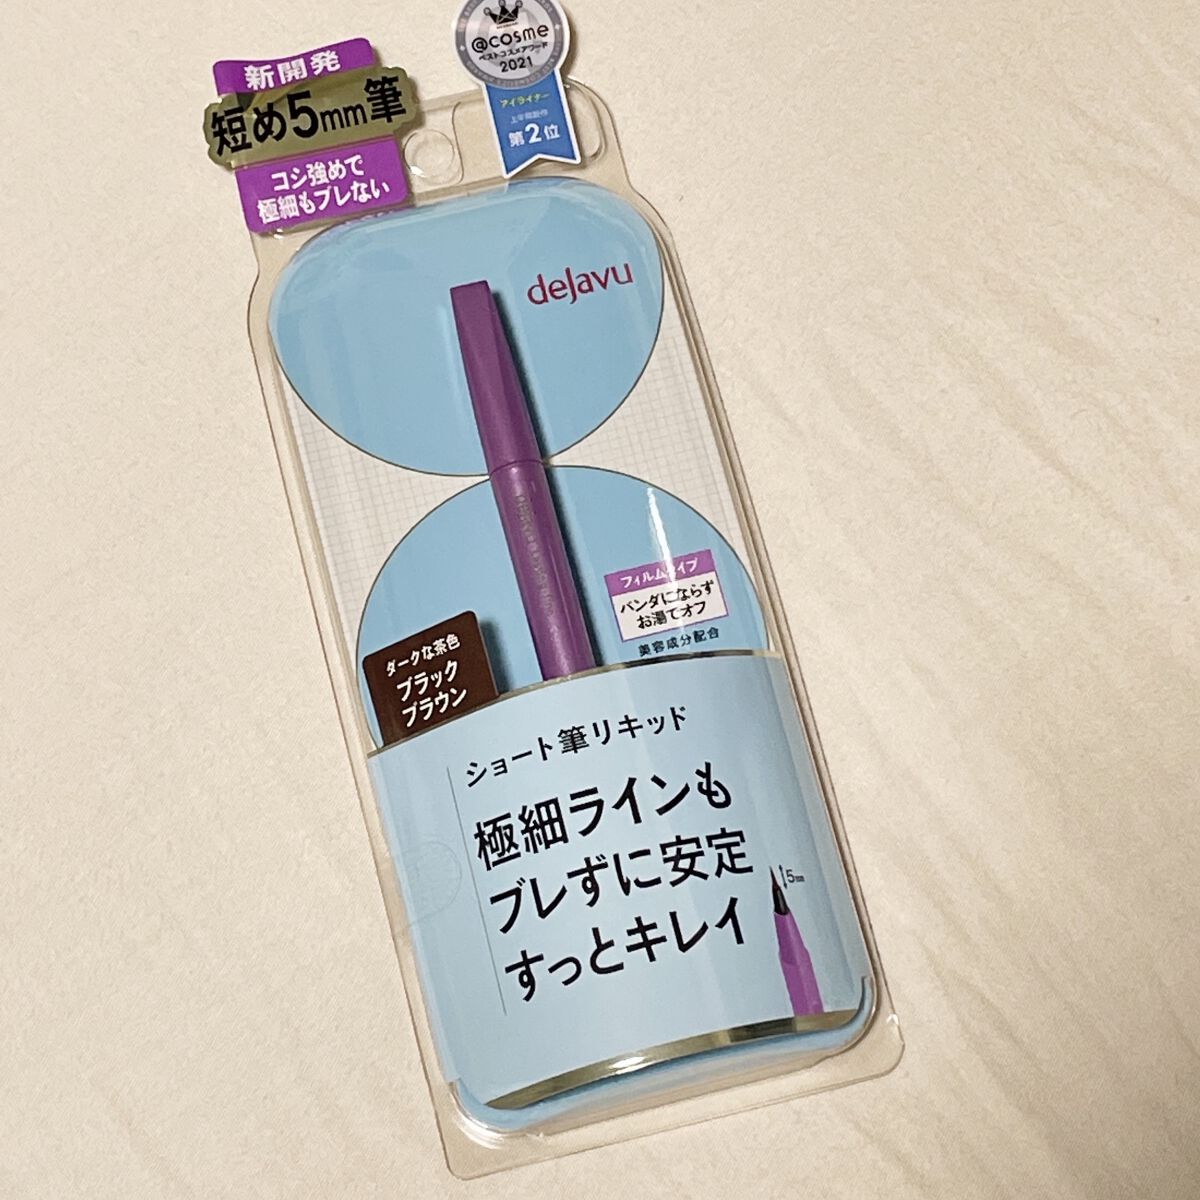 @cosme
ベストコスメアワード
2021
アイライナー
上半期新作
第2位
新開発
短め5mm筆
コシ強めで
極細もブレない
dejavu
フィルムタイプ
パンダにならず
お湯でオフ
美容成分配合
ダークな茶色
ブラック
ブラウン
ショート筆リキッド
極細ラインも
ブレずに安定
すっとキレイ
5mm